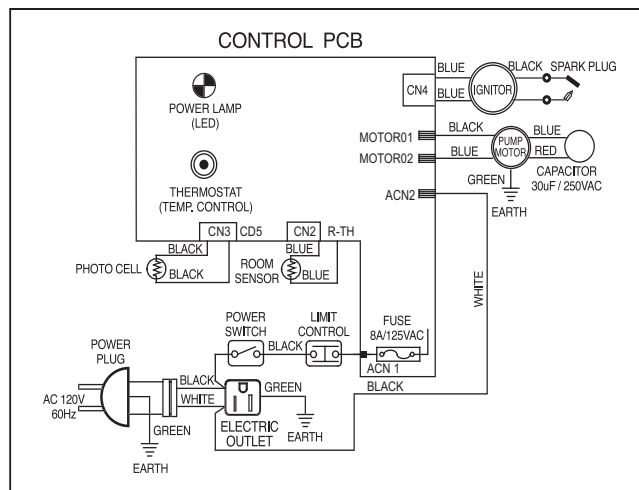 CONTROL PCB
POWER LAMP
(LED)
THERMOSTAT
(TEMP. CONTROL)
CN4
BLUE
BLUE
IGNITOR
BLACK
SPARK PLUG
MOTOR01
BLACK
MOTOR02
BLUE
PUMP
MOTOR
BLUE
RED
CAPACITOR
30uF / 250VAC
GREEN
EARTH
ACN2
WHITE
CN3
CD5
CN2
R-TH
BLACK
BLACK
PHOTO CELL
BLUE
BLUE
ROOM
SENSOR
POWER
SWITCH
BLACK
LIMIT
CONTROL
FUSE
8A/125VAC
ACN 1
BLACK
POWER
PLUG
AC 120V
60Hz
BLACK
WHITE
GREEN
EARTH
ELECTRIC
OUTLET
GREEN
EARTH